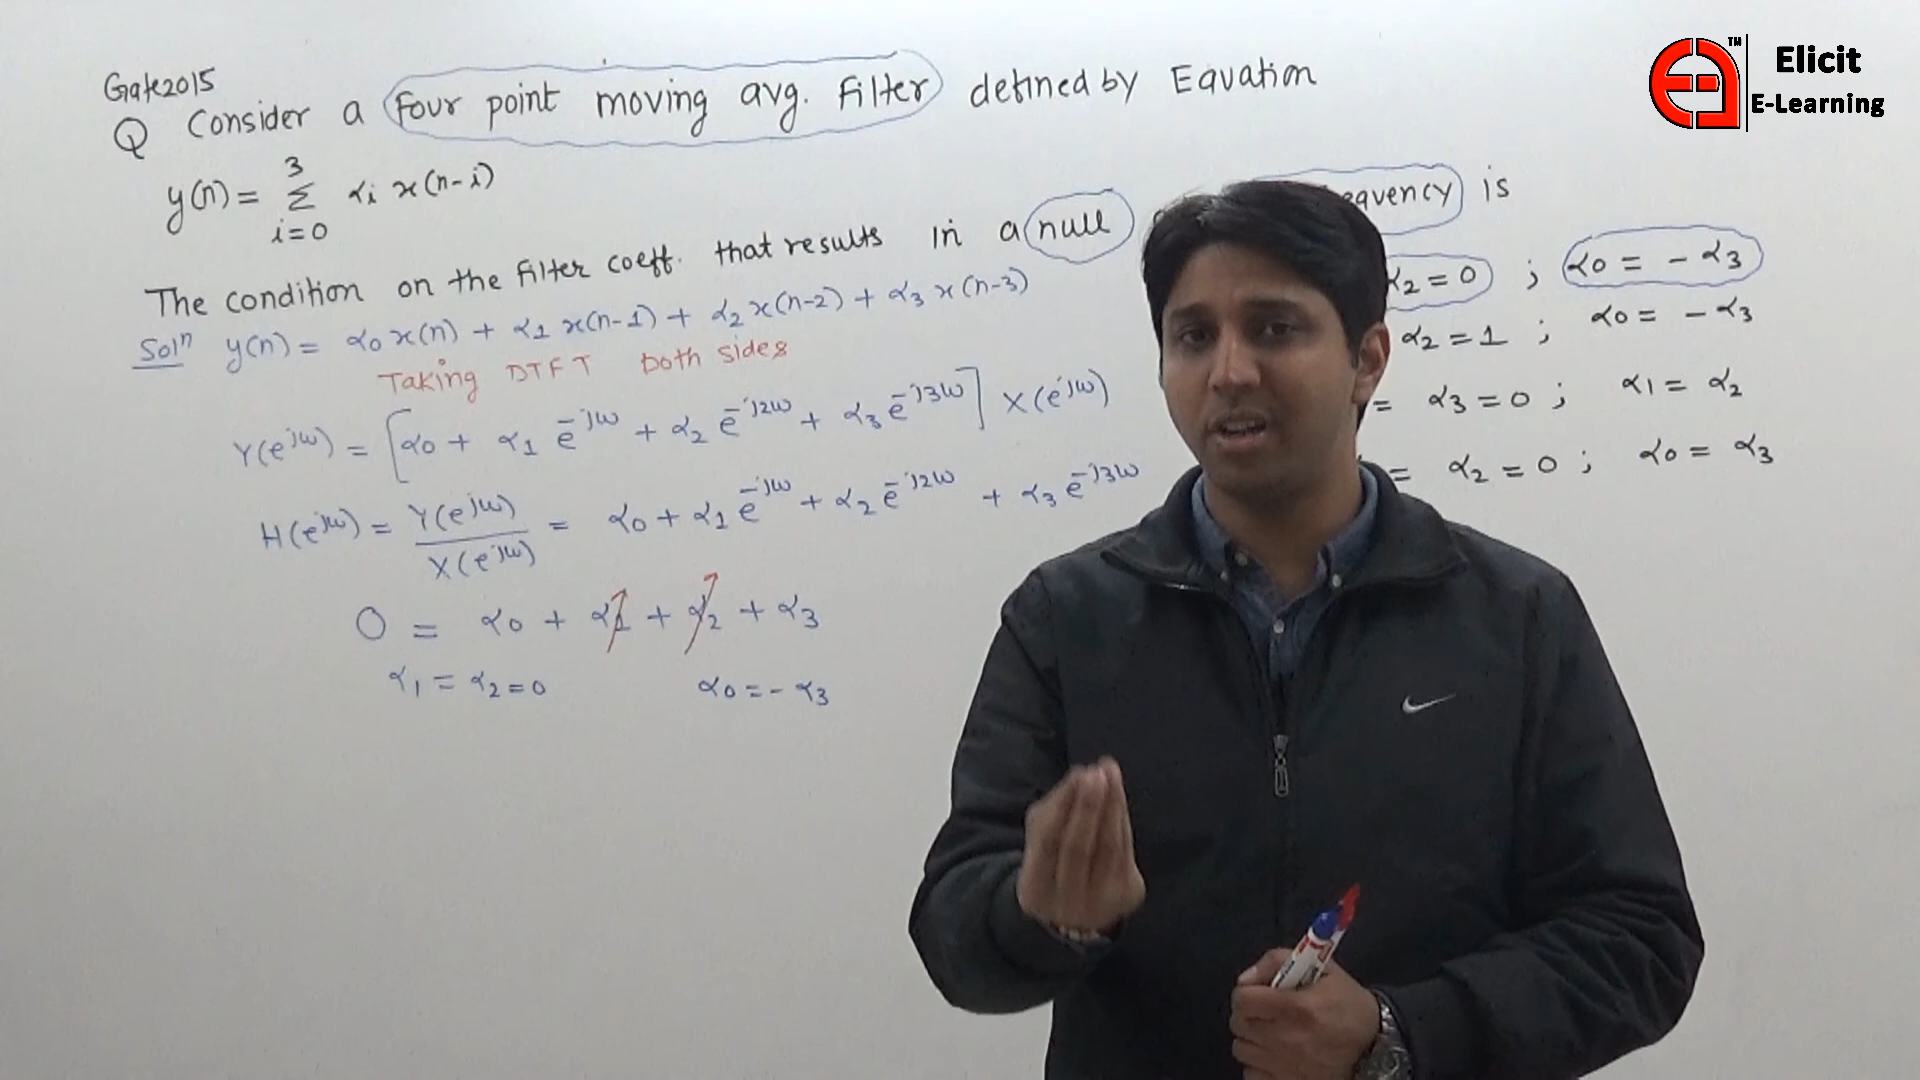 Gate2015
Q Consider a four point moving avg. Filter defined by Equation
y(n) = Σ αi x(n-i)
3
i=0
The condition on the filter coeff. that results in a null is
α2 = 0 ; α0 = - α3
α2 = 1 ; α0 = - α3
= α3 = 0 ; α1 = α2
= α2 = 0 ; α0 = α3
Solⁿ y(n) = α0 x(n) + α1 x(n-1) + α2 x(n-2) + α3 x(n-3)
Taking DTFT both sides
Y(e^jω) = [α0 + α1 e^-jω + α2 e^-j2ω + α3 e^-j3ω] X(e^jω)
H(e^jω) = Y(e^jω)/X(e^jω) = α0 + α1 e^-jω + α2 e^-j2ω + α3 e^-j3ω
0 = α0 + α1 + α2 + α3
α1 = α2 = 0 α0 = - α3
TM
Elicit
E-Learning